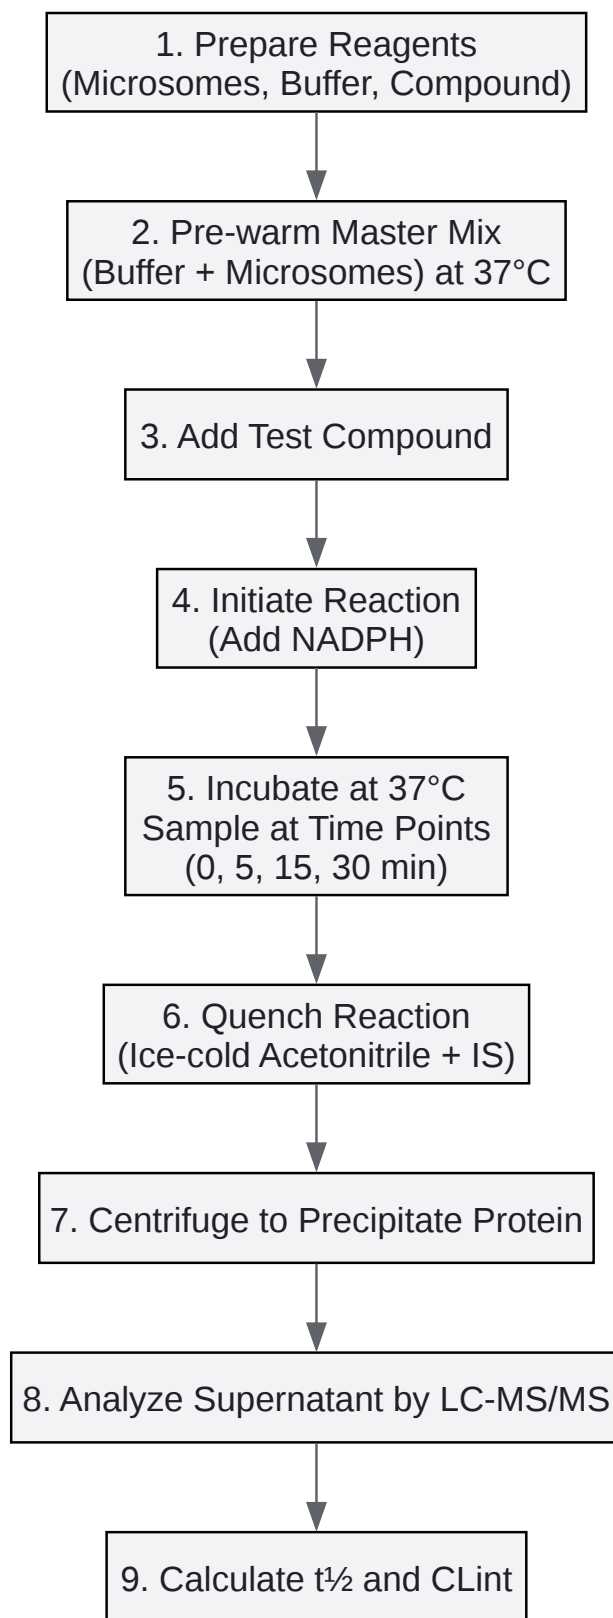 1. Prepare Reagents
(Microsomes, Buffer, Compound)
2. Pre-warm Master Mix
(Buffer + Microsomes) at 37°C
3. Add Test Compound
4. Initiate Reaction
(Add NADPH)
5. Incubate at 37°C
Sample at Time Points
(0, 5, 15, 30 min)
6. Quench Reaction
(Ice-cold Acetonitrile + IS)
7. Centrifuge to Precipitate Protein
8. Analyze Supernatant by LC-MS/MS
9. Calculate t½ and CLint